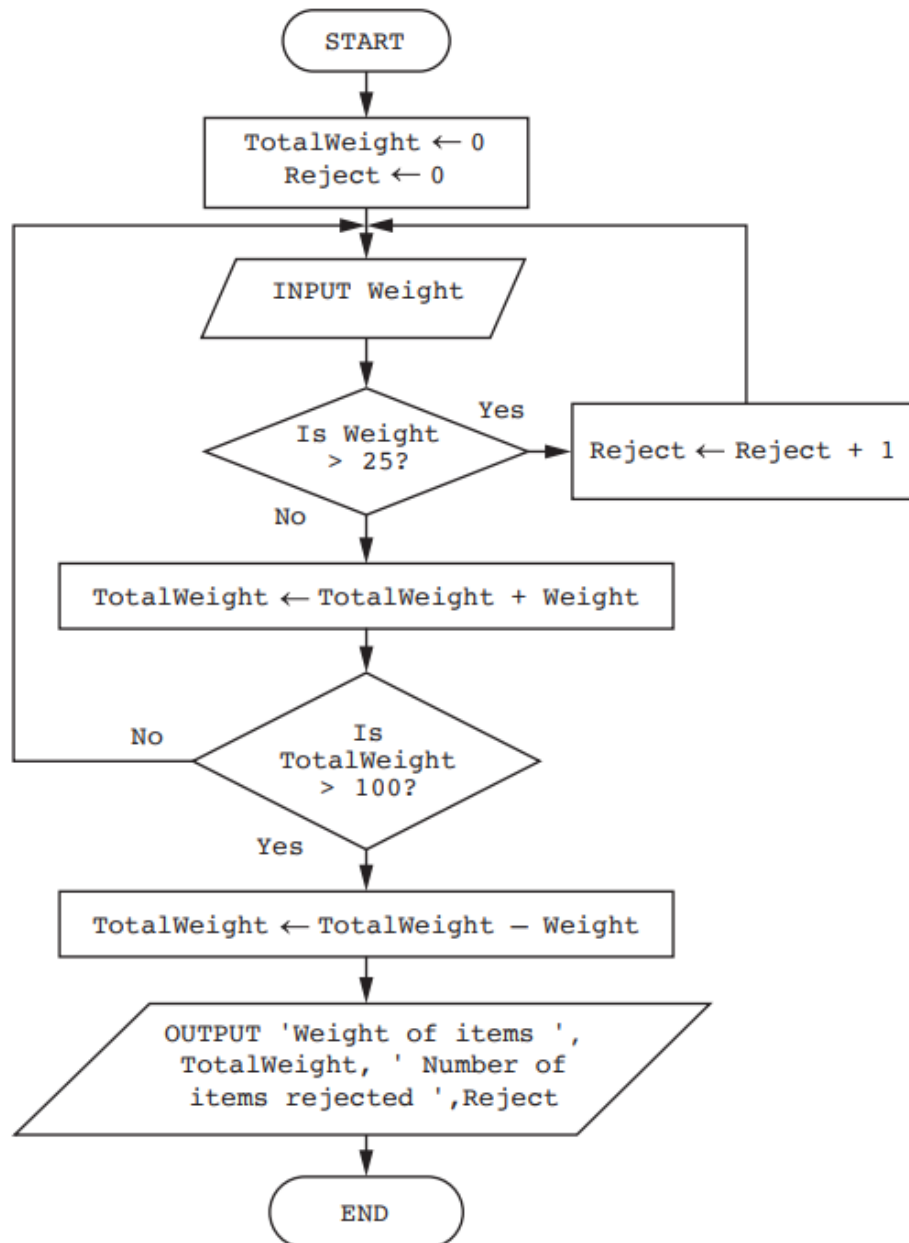 START
TotalWeight ← 0
Reject ← 0
INPUT Weight
Is Weight
> 25?
Yes
Reject ← Reject + 1
No
TotalWeight ← TotalWeight + Weight
Is
TotalWeight
> 100?
No
Yes
TotalWeight ← TotalWeight – Weight
OUTPUT 'Weight of items ',
TotalWeight, ' Number of
items rejected ',Reject
END